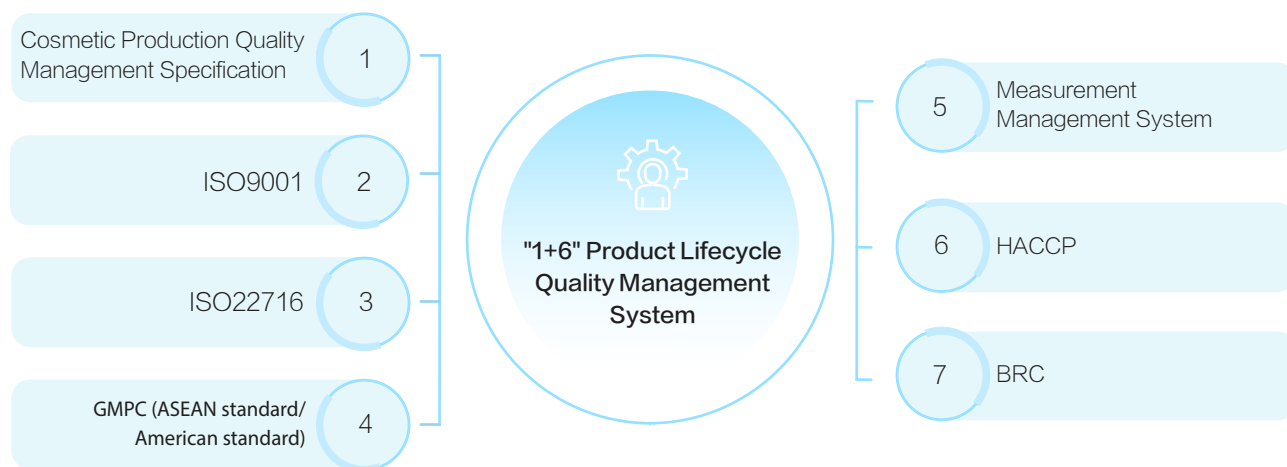 Cosmetic Production Quality
Management Specification
1
ISO9001
2
ISO22716
3
GMPC (ASEAN standard/
American standard)
4
"1+6" Product Lifecycle
Quality Management
System
5
Measurement
Management System
6
HACCP
7
BRC